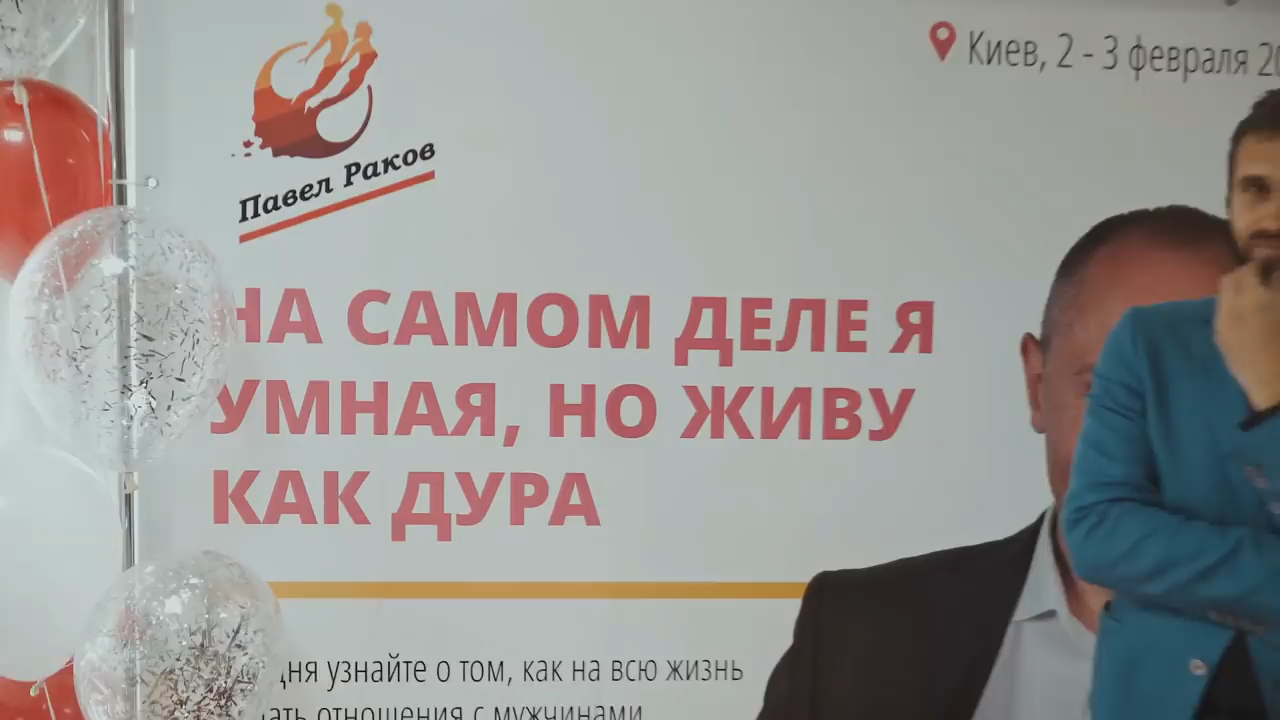 Павел Раков
Киев, 2 - 3 февраля
НА САМОМ ДЕЛЕ Я
УМНАЯ, НО ЖИВУ
КАК ДУРА
узнайте о том, как на всю жизнь
отношения с мужчинами